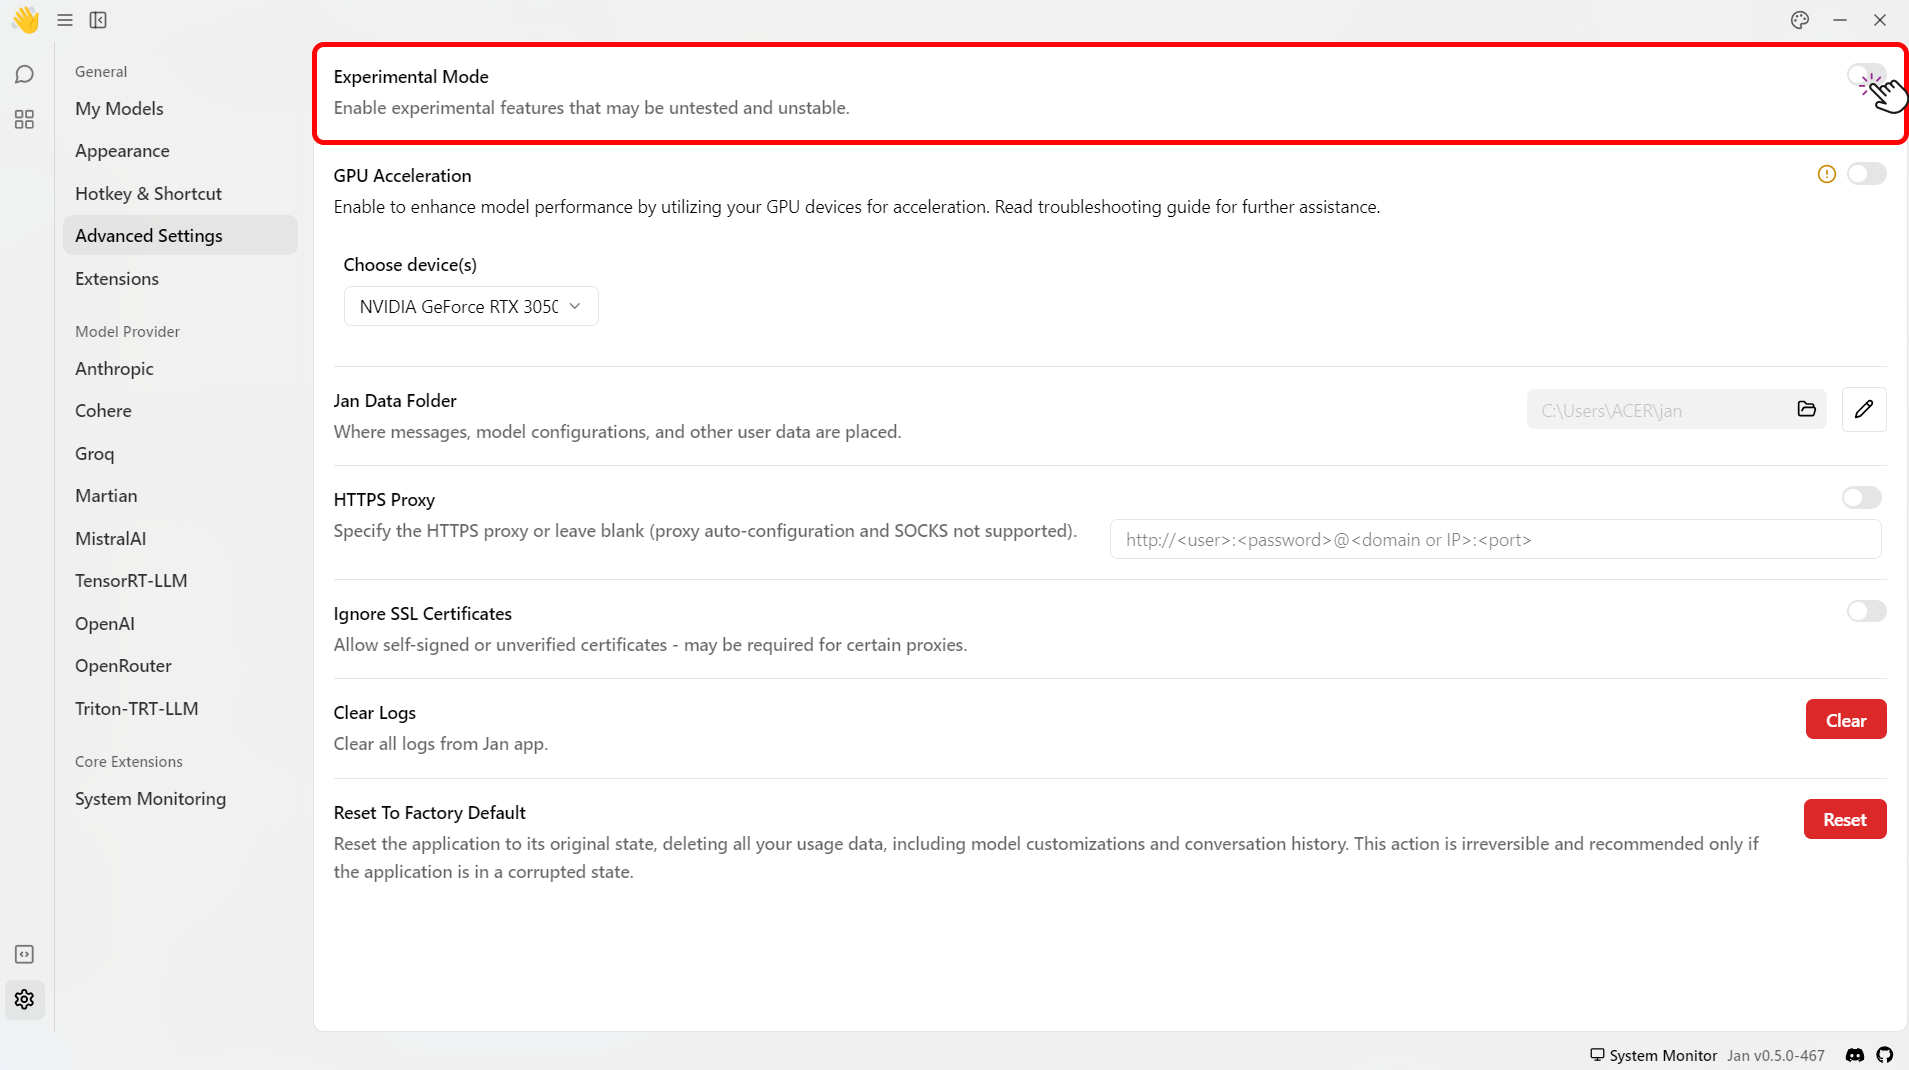 General
My Models
Appearance
Hotkey & Shortcut
Advanced Settings
Extensions
Model Provider
Anthropic
Cohere
Groq
Martian
MistralAI
TensorRT-LLM
OpenAI
OpenRouter
Triton-TRT-LLM
Core Extensions
System Monitoring
Experimental Mode
Enable experimental features that may be untested and unstable.
GPU Acceleration
Enable to enhance model performance by utilizing your GPU devices for acceleration. Read troubleshooting guide for further assistance.
Choose device(s)
NVIDIA GeForce RTX 3050
Jan Data Folder
Where messages, model configurations, and other user data are placed.
C:\Users\ACER\jan
HTTPS Proxy
Specify the HTTPS proxy or leave blank (proxy auto-configuration and SOCKS not supported).
http://<user>:<password>@<domain or IP>:<port>
Ignore SSL Certificates
Allow self-signed or unverified certificates - may be required for certain proxies.
Clear Logs
Clear all logs from Jan app.
Clear
Reset To Factory Default
Reset the application to its original state, deleting all your usage data, including model customizations and conversation history. This action is irreversible and recommended only if
the application is in a corrupted state.
Reset
System Monitor Jan v0.5.0-467